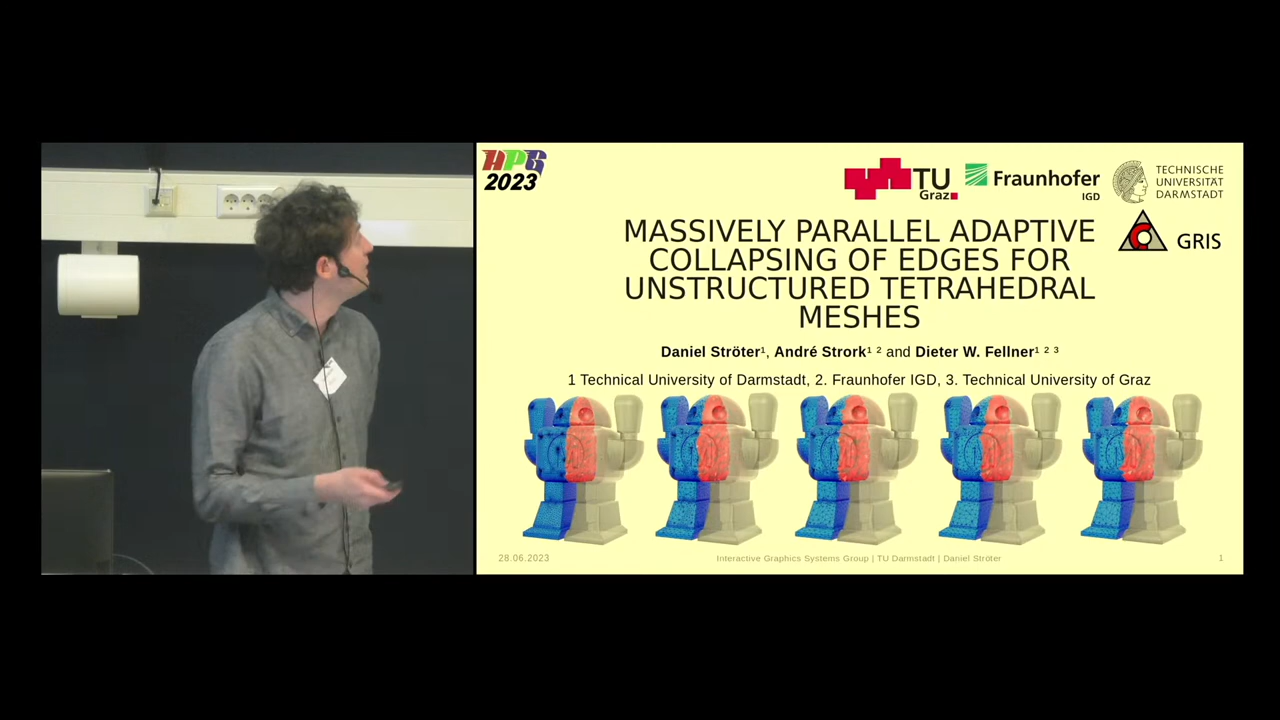 HPG
2023
TU
Graz
Fraunhofer
IGD
TECHNISCHE
UNIVERSITÄT
DARMSTADT
GRIS
MASSIVELY PARALLEL ADAPTIVE
COLLAPSING OF EDGES FOR
UNSTRUCTURED TETRAHEDRAL
MESHES
Daniel Ströter¹, André Strork¹ ² and Dieter W. Fellner¹ ² ³
1 Technical University of Darmstadt, 2. Fraunhofer IGD, 3. Technical University of Graz
28.06.2023
Interactive Graphics Systems Group | TU Darmstadt | Daniel Ströter
1